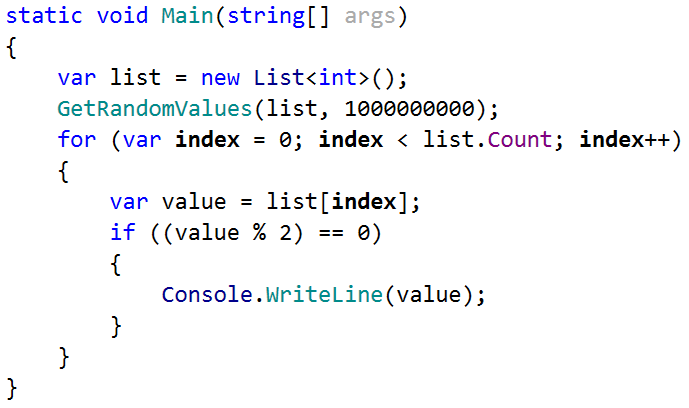 static void Main(string[] args)
{
    var list = new List<int>();
    GetRandomValues(list, 1000000000);
    for (var index = 0; index < list.Count; index++)
    {
        var value = list[index];
        if ((value % 2) == 0)
        {
            Console.WriteLine(value);
        }
    }
}